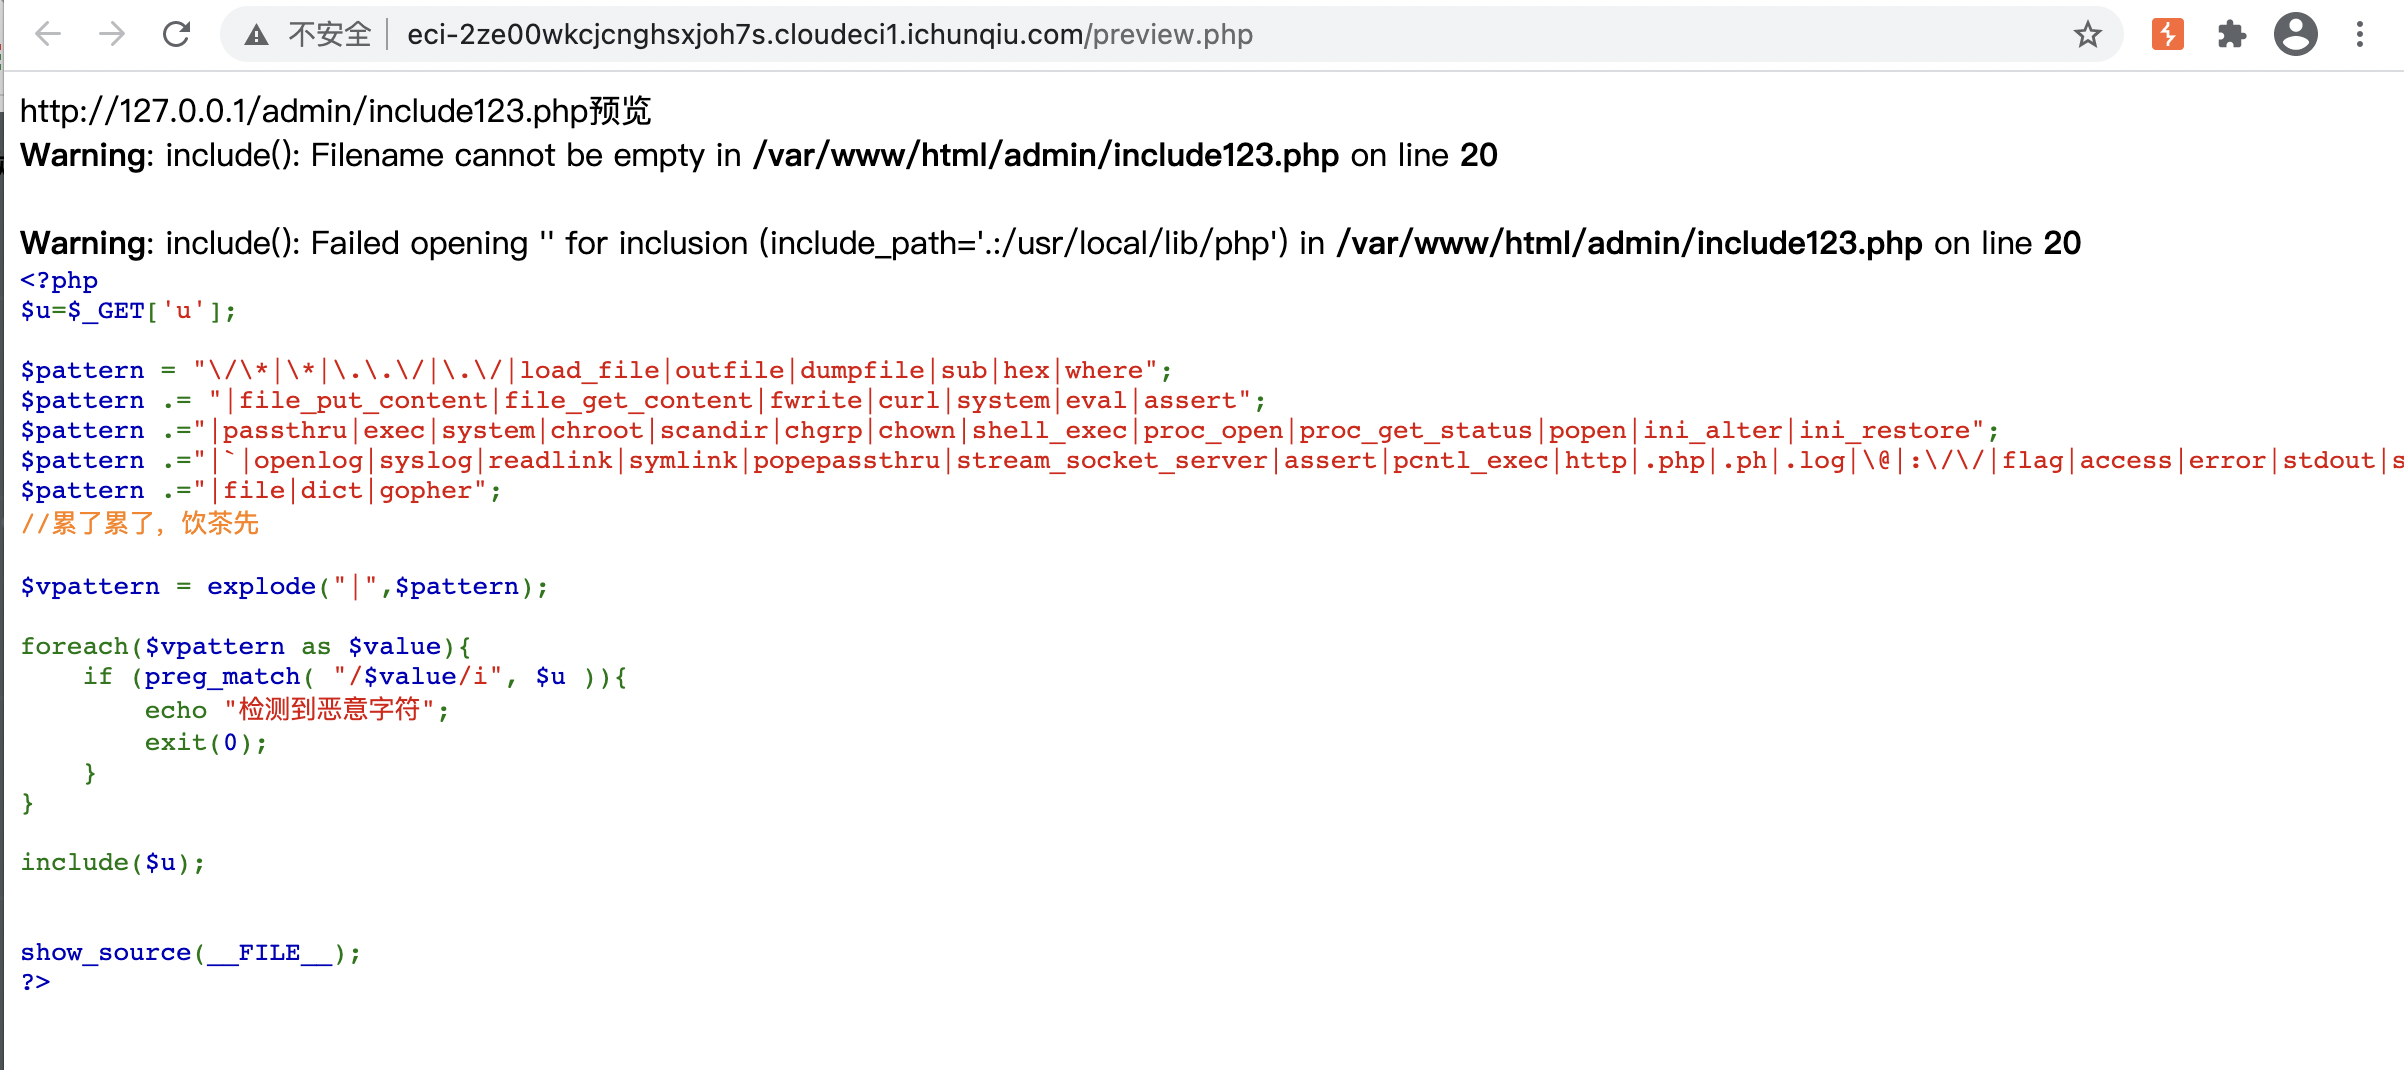 不安全 eci-2ze00wkcjcnghsxjoh7s.cloudeci1.ichunqiu.com/preview.php
http://127.0.0.1/admin/include123.php预览
Warning: include(): Filename cannot be empty in /var/www/html/admin/include123.php on line 20
Warning: include(): Failed opening '' for inclusion (include_path='.:/usr/local/lib/php') in /var/www/html/admin/include123.php on line 20
<?php
$u=$_GET['u'];
$pattern = "\/\*|\*|\.\.\/|\.\/|load_file|outfile|dumpfile|sub|hex|where";
$pattern .= "|file_put_content|file_get_content|fwrite|curl|system|eval|assert";
$pattern .="|passthru|exec|system|chroot|scandir|chgrp|chown|shell_exec|proc_open|proc_get_status|popen|ini_alter|ini_restore";
$pattern .="|`|openlog|syslog|readlink|symlink|popepassthru|stream_socket_server|assert|pcntl_exec|http|.php|.ph|.log|\@|:\/\/|flag|access|error|stdout|s
$pattern .="|file|dict|gopher";
//累了累了，饮茶先
$vpattern = explode("|",$pattern);
foreach($vpattern as $value){
    if (preg_match( "/$value/i", $u )){
        echo "检测到恶意字符";
        exit(0);
    }
}
include($u);
show_source(__FILE__);
?>